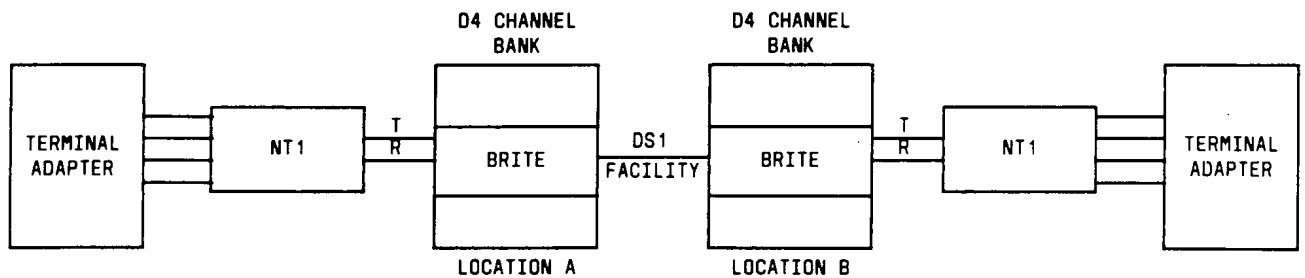 D4 CHANNEL
BANK
D4 CHANNEL
BANK
TERMINAL
ADAPTER
NT1
T
R
BRITE
DS1
FACILITY
BRITE
T
R
NT1
TERMINAL
ADAPTER
LOCATION A
LOCATION B